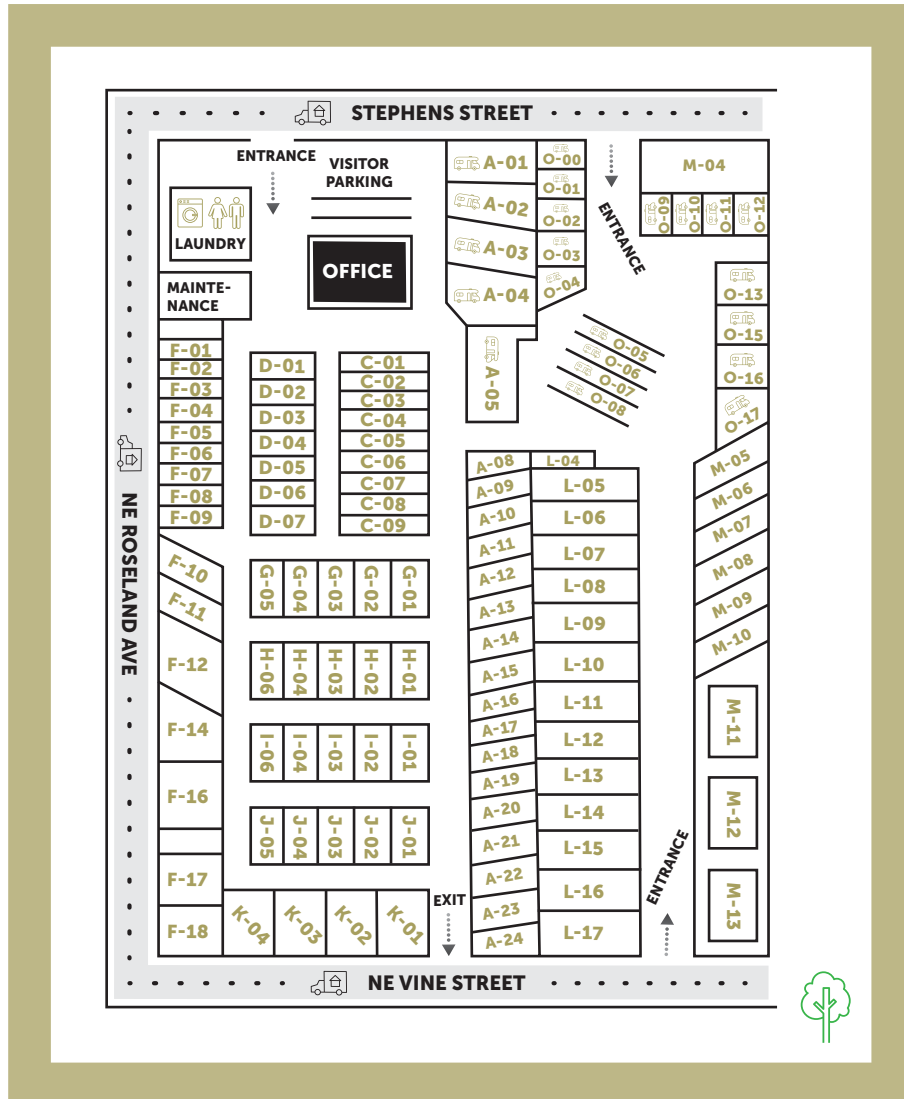 STEPHENS STREET
ENTRANCE
VISITOR
PARKING
LAUNDRY
OFFICE
MAINTE-
NANCE
A-01
A-02
A-03
A-04
A-05
O-00
O-01
O-02
O-03
O-04
ENTRANCE
M-04
O-09
O-10
O-11
O-12
O-13
O-15
O-16
O-17
O-05
O-06
O-07
O-08
F-01
F-02
F-03
F-04
F-05
F-06
F-07
F-08
F-09
F-10
F-11
F-12
F-14
F-16
F-17
F-18
D-01
D-02
D-03
D-04
D-05
D-06
D-07
C-01
C-02
C-03
C-04
C-05
C-06
C-07
C-08
C-09
G-05
G-04
G-03
G-02
G-01
H-06
H-04
H-03
H-02
H-01
I-06
I-04
I-03
I-02
I-01
J-05
J-04
J-03
J-02
J-01
K-04
K-03
K-02
K-01
EXIT
A-08
A-09
A-10
A-11
A-12
A-13
A-14
A-15
A-16
A-17
A-18
A-19
A-20
A-21
A-22
A-23
A-24
L-04
L-05
L-06
L-07
L-08
L-09
L-10
L-11
L-12
L-13
L-14
L-15
L-16
L-17
ENTRANCE
M-05
M-06
M-07
M-08
M-09
M-10
M-11
M-12
M-13
NE ROSELAND AVE
NE VINE STREET